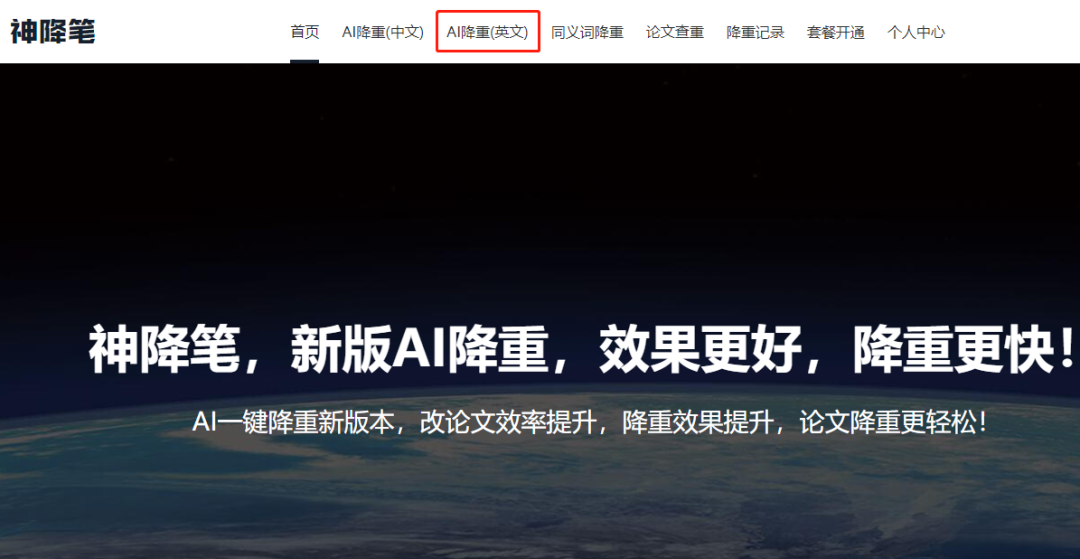 神降笔 首页 AI降重(中文) AI降重(英文) 同义词降重 论文查重 降重记录 套餐开通 个人中心
神降笔，新版AI降重，效果更好，降重更快！
AI一键降重新版本，改论文效率提升，降重效果提升，论文降重更轻松！